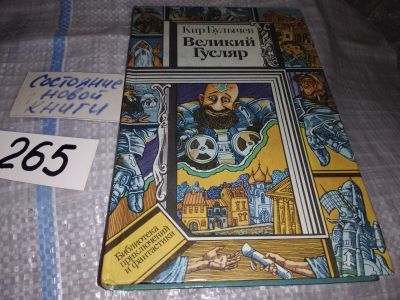 Кир Булычев
Великий
Гусляр
Состояние
новой
книги
265
Библиотека
приключений
и фантастики